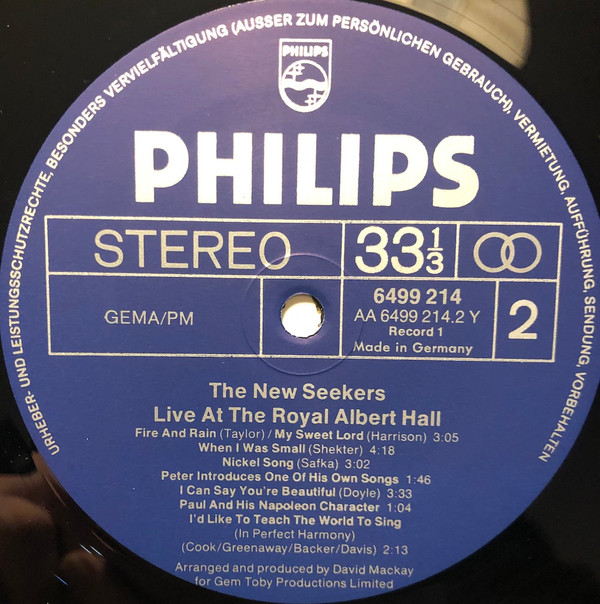 URHEBER- UND LEISTUNGSSCHUTZRECHTE, BESONDERS VERVIELFÄLTIGUNG (AUSSER ZUM PERSÖNLICHEN GEBRAUCH), VERMIETUNG, AUFFÜHRUNG, SENDUNG, VORBEHALTEN
PHILIPS
PHILIPS
STEREO
33 1/3
GEMA/PM
6499 214
AA 6499 214.2 Y
Record 1
Made in Germany
2
The New Seekers
Live At The Royal Albert Hall
Fire And Rain (Taylor) / My Sweet Lord (Harrison) 3:05
When I Was Small (Shekter) 4:18
Nickel Song (Safka) 3:02
Peter Introduces One Of His Own Songs 1:46
I Can Say You're Beautiful (Doyle) 3:33
Paul And His Napoleon Character 1:04
I'd Like To Teach The World To Sing
(In Perfect Harmony)
(Cook/Greenaway/Backer/Davis) 2:13
Arranged and produced by David Mackay
for Gem Toby Productions Limited